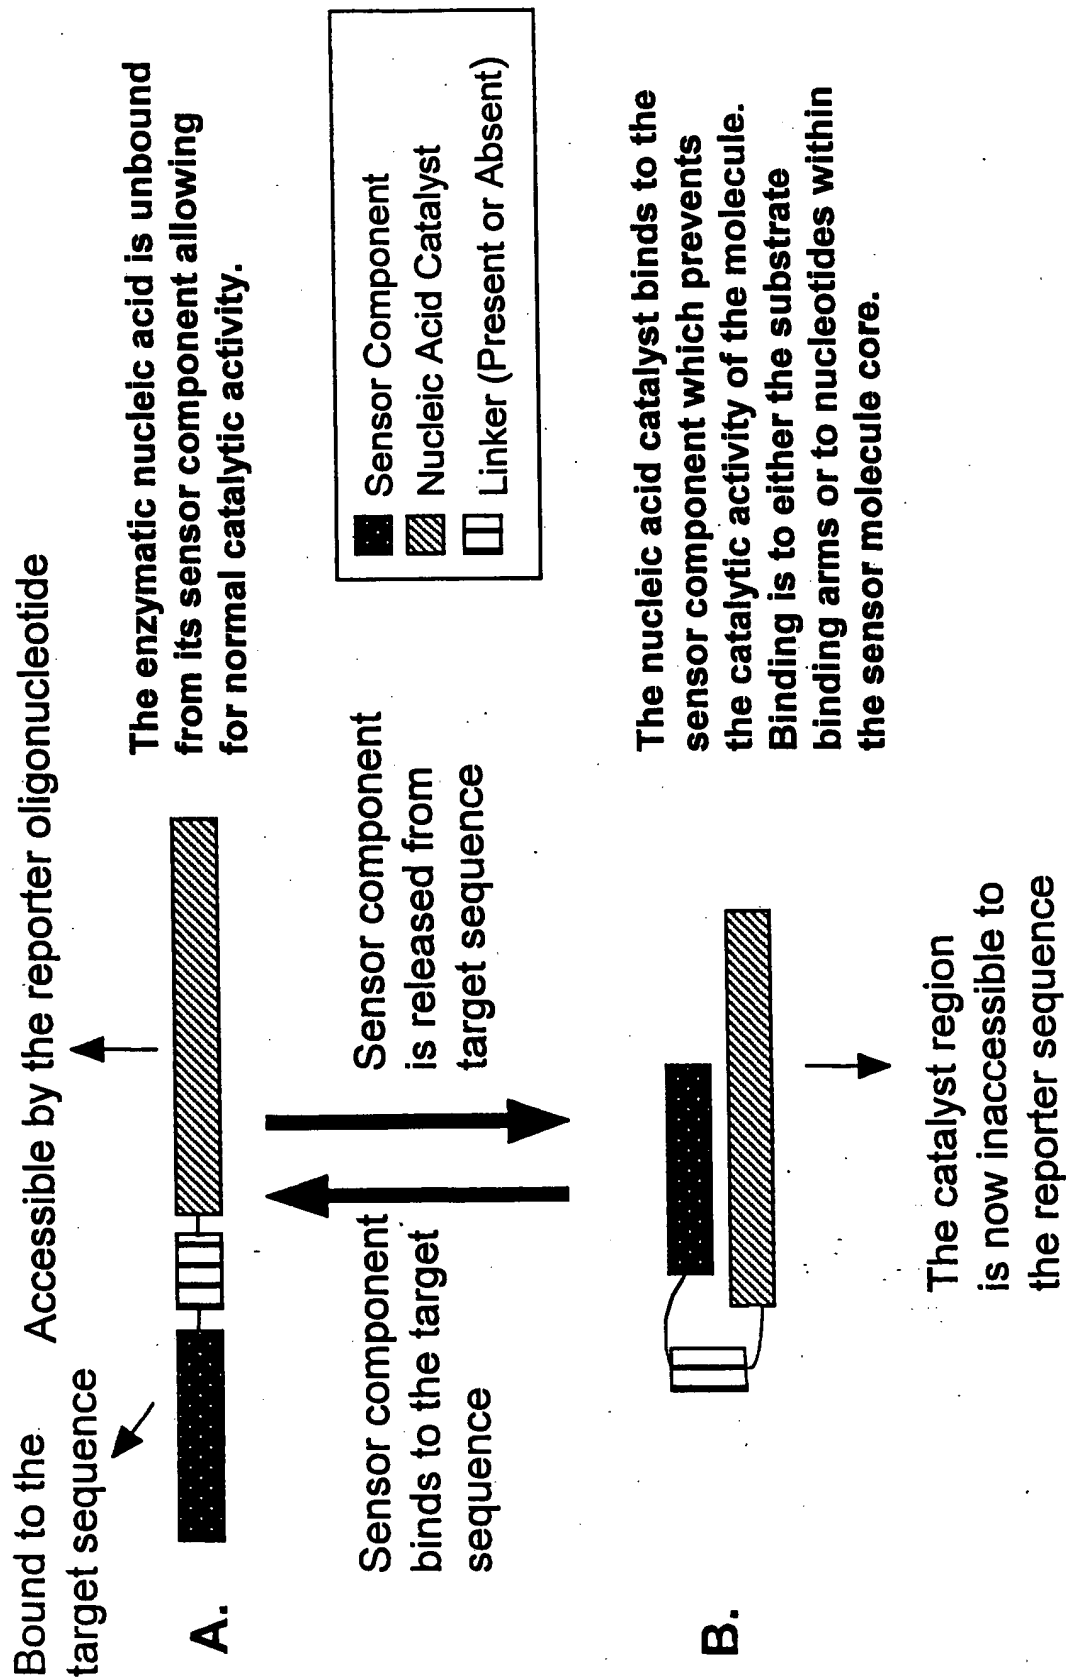 Bound to the
target sequence
Accessible by the reporter oligonucleotide
A.
The enzymatic nucleic acid is unbound
from its sensor component allowing
for normal catalytic activity.
Sensor component
binds to the target
sequence
Sensor component
is released from
target sequence
Sensor Component
Nucleic Acid Catalyst
Linker (Present or Absent)
B.
The nucleic acid catalyst binds to the
sensor component which prevents
the catalytic activity of the molecule.
Binding is to either the substrate
binding arms or to nucleotides within
the sensor molecule core.
The catalyst region
is now inaccessible to
the reporter sequence